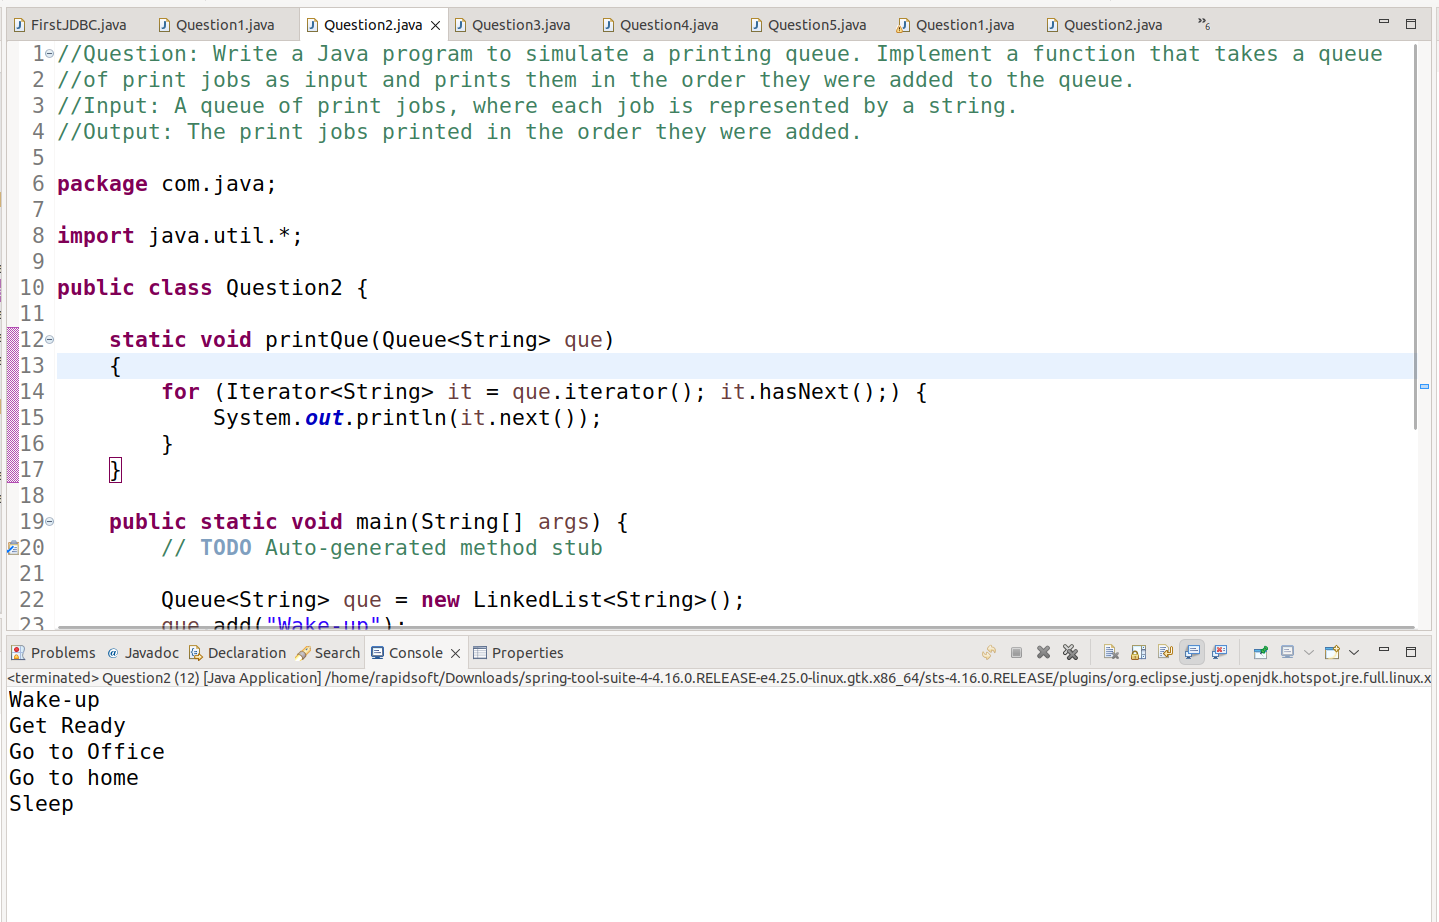 FirstJDBC.java Question1.java Question2.java Question3.java Question4.java Question5.java Question1.java Question2.java »6
1 //Question: Write a Java program to simulate a printing queue. Implement a function that takes a queue
2 //of print jobs as input and prints them in the order they were added to the queue.
3 //Input: A queue of print jobs, where each job is represented by a string.
4 //Output: The print jobs printed in the order they were added.
5
6 package com.java;
7
8 import java.util.*;
9
10 public class Question2 {
11
12 static void printQue(Queue<String> que)
13 {
14 for (Iterator<String> it = que.iterator(); it.hasNext();) {
15 System.out.println(it.next());
16 }
17 }
18
19 public static void main(String[] args) {
20 // TODO Auto-generated method stub
21
22 Queue<String> que = new LinkedList<String>();
23 que.add("Wake-up");
Problems @ Javadoc Declaration Search Console Properties
<terminated> Question2 (12) [Java Application] /home/rapidsoft/Downloads/spring-tool-suite-4-4.16.0.RELEASE-e4.25.0-linux.gtk.x86_64/sts-4.16.0.RELEASE/plugins/org.eclipse.justj.openjdk.hotspot.jre.full.linux.x
Wake-up
Get Ready
Go to Office
Go to home
Sleep